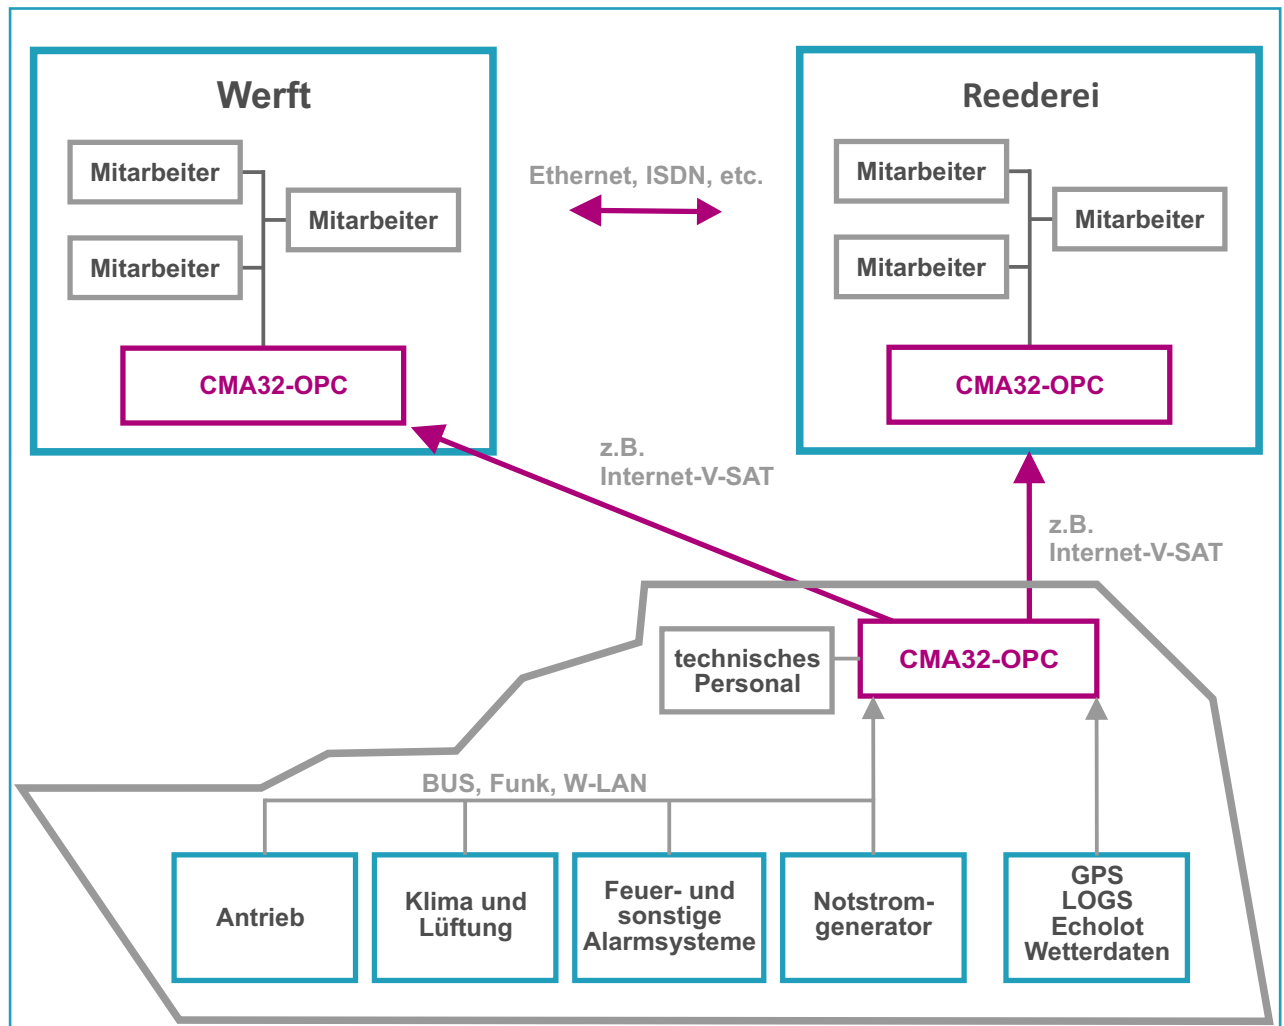 Werft
Mitarbeiter
Mitarbeiter
Mitarbeiter
CMA32-OPC
Ethernet, ISDN, etc.
Reederei
Mitarbeiter
Mitarbeiter
Mitarbeiter
CMA32-OPC
z.B.
Internet-V-SAT
z.B.
Internet-V-SAT
technisches
Personal
CMA32-OPC
BUS, Funk, W-LAN
Antrieb
Klima und
Lüftung
Feuer- und
sonstige
Alarmsysteme
Notstrom-
generator
GPS
LOGS
Echolot
Wetterdaten